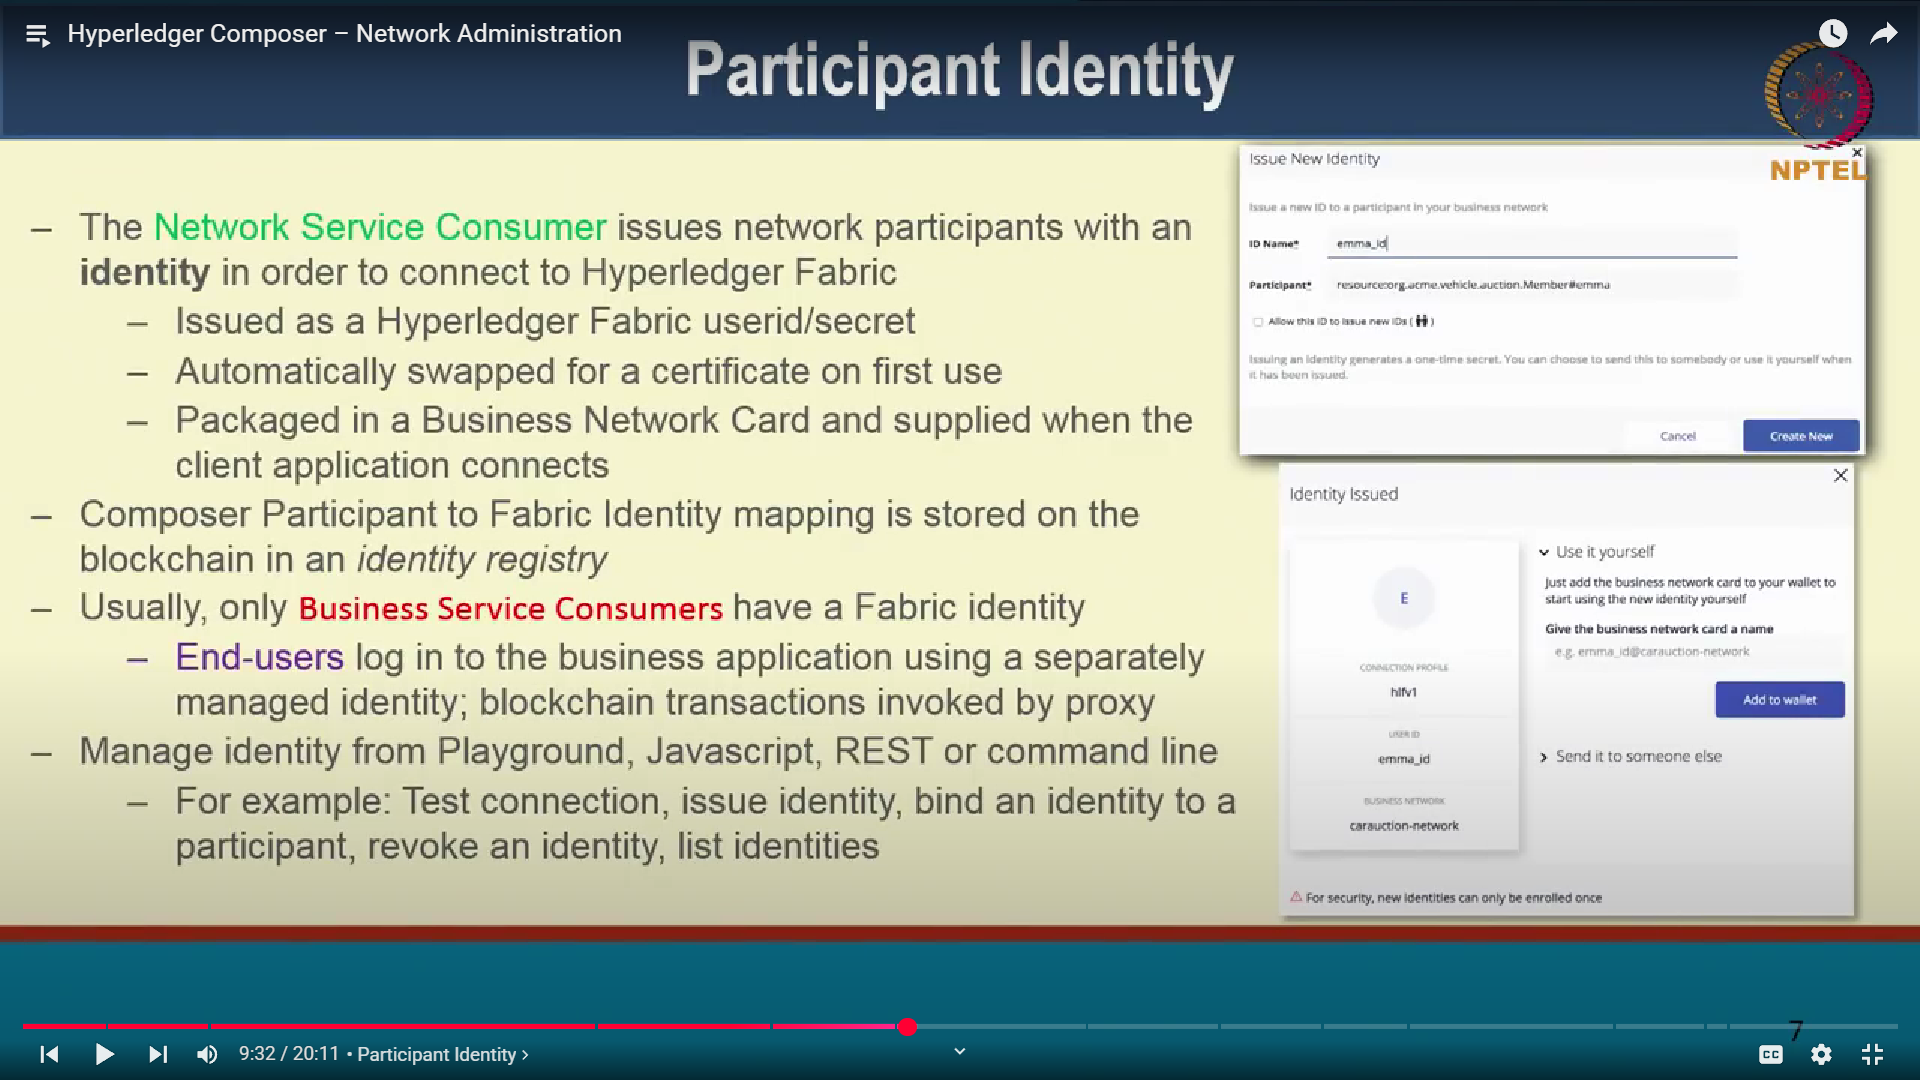 Hyperledger Composer – Network Administration
Participant Identity
NPTEL
– The Network Service Consumer issues network participants with an
identity in order to connect to Hyperledger Fabric
– Issued as a Hyperledger Fabric userid/secret
– Automatically swapped for a certificate on first use
– Packaged in a Business Network Card and supplied when the
client application connects
– Composer Participant to Fabric Identity mapping is stored on the
blockchain in an identity registry
– Usually, only Business Service Consumers have a Fabric identity
– End-users log in to the business application using a separately
managed identity; blockchain transactions invoked by proxy
– Manage identity from Playground, Javascript, REST or command line
– For example: Test connection, issue identity, bind an identity to a
participant, revoke an identity, list identities
Issue New Identity
Issue a new ID to a participant in your business network
ID Name* emma_id
Participant* resource:org.acme.vehicle.auction.Member#emma
Allow this ID to issue new IDs ( )
Issuing an identity generates a one-time secret. You can choose to send this to somebody or use it yourself when
it has been issued.
Cancel Create New
Identity Issued
E
CONNECTION PROFILE
hlfv1
USER ID
emma_id
BUSINESS NETWORK
carauction-network
Use it yourself
Just add the business network card to your wallet to
start using the new identity yourself
Give the business network card a name
e.g. emma_id@carauction-network
Add to wallet
Send it to someone else
For security, new identities can only be enrolled once
7
9:32 / 20:11 • Participant Identity ›
CC